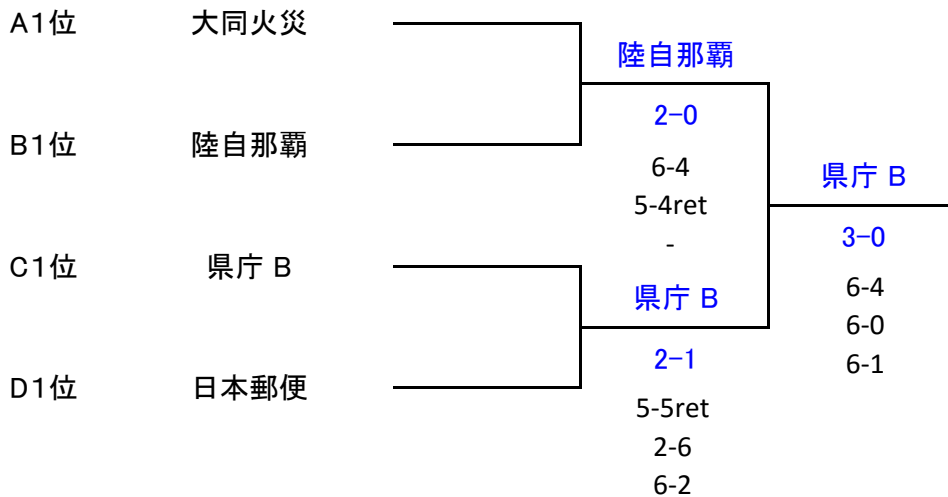 A1位 大同火災
陸自那覇
2-0
B1位 陸自那覇
6-4
5-4ret
-
県庁 B
3-0
C1位 県庁 B
県庁 B
6-4
6-0
6-1
2-1
D1位 日本郵便
5-5ret
2-6
6-2